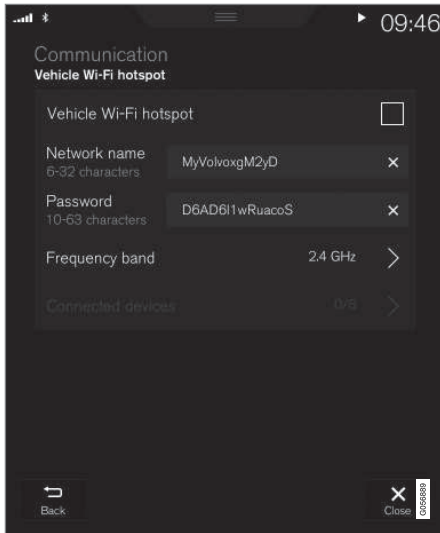 09:46
Communication
Vehicle Wi-Fi hotspot
Vehicle Wi-Fi hotspot
Network name
6-32 characters
MyVolvoxgM2yD
Password
10-63 characters
D6AD6l1wRuacoS
Frequency band
2.4 GHz
Connected devices
0/8
Back
Close
G056889